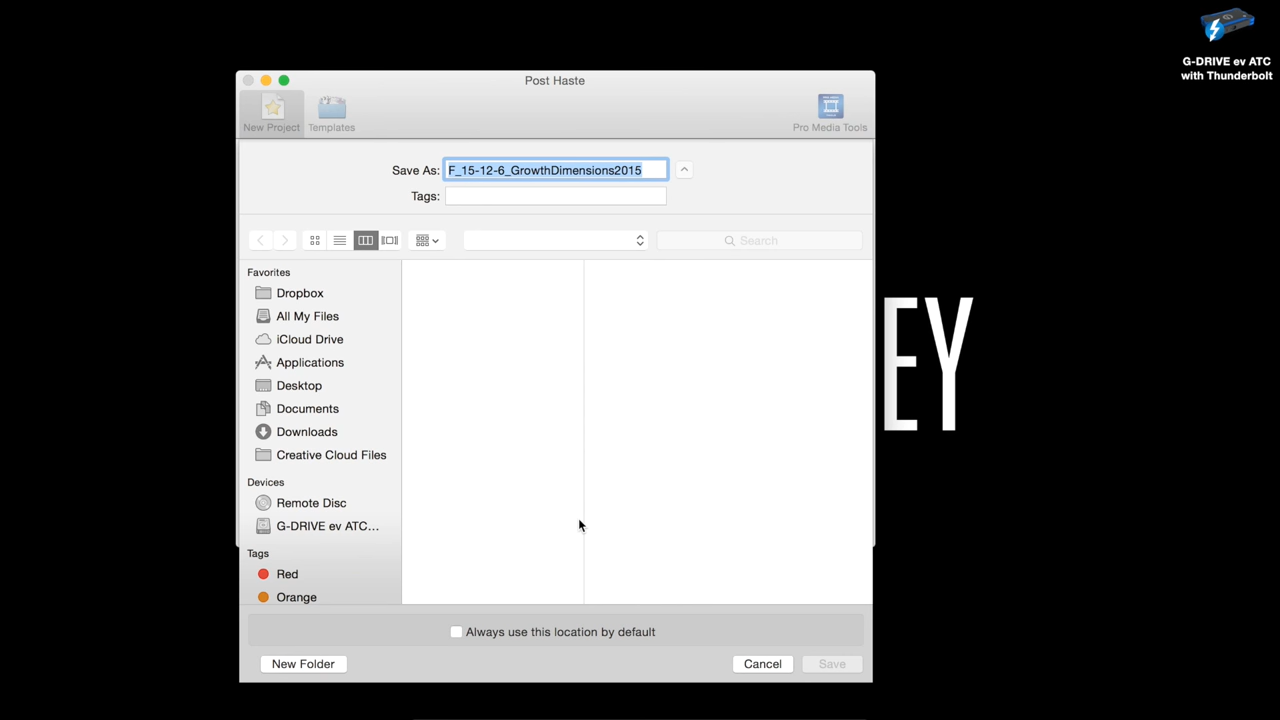 G-DRIVE ev ATC
with Thunderbolt
Post Haste
New Project
Templates
Pro Media Tools
Save As: F_15-12-6_GrowthDimensions2015
Tags:
Search
Favorites
Dropbox
All My Files
iCloud Drive
Applications
Desktop
Documents
Downloads
Creative Cloud Files
Devices
Remote Disc
G-DRIVE ev ATC...
Tags
Red
Orange
EY
Always use this location by default
New Folder
Cancel
Save